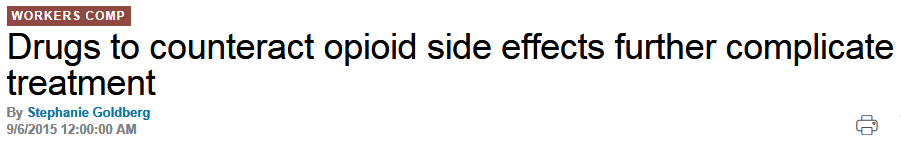 WORKERS COMP
Drugs to counteract opioid side effects further complicate
treatment
By Stephanie Goldberg
9/6/2015 12:00:00 AM